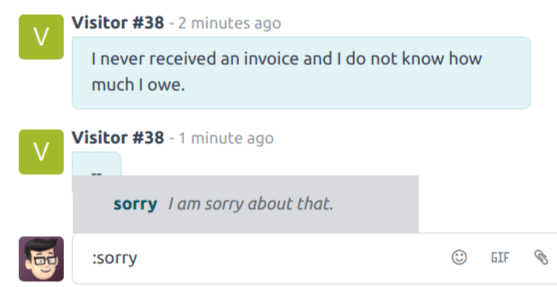 V
Visitor #38 - 2 minutes ago
I never received an invoice and I do not know how
much I owe.
V
Visitor #38 - 1 minute ago
sorry I am sorry about that.
:sorry GIF